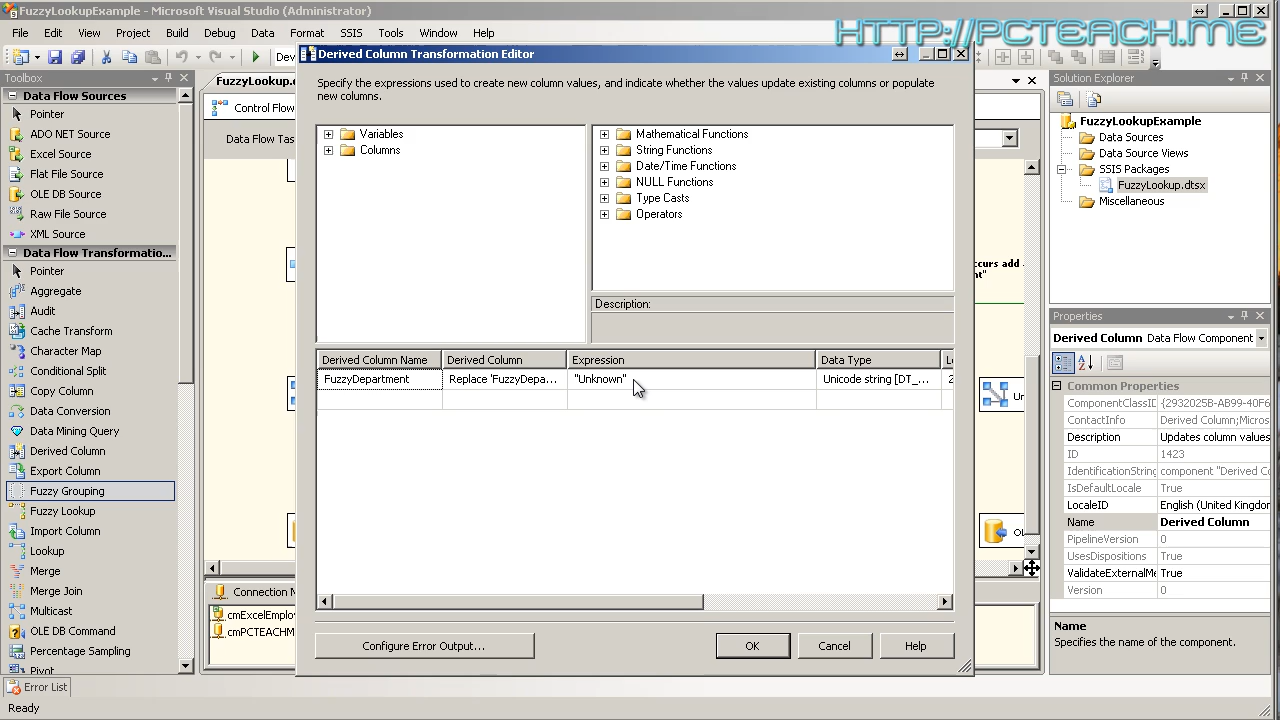 FuzzyLookupExample - Microsoft Visual Studio (Administrator)
HTTP://PCTEACH.ME
File Edit View Project Build Debug Data Format SSIS Tools Window Help
Toolbox
Data Flow Sources
Pointer
ADO NET Source
Excel Source
Flat File Source
OLE DB Source
Raw File Source
XML Source
Data Flow Transformatio...
Pointer
Aggregate
Audit
Cache Transform
Character Map
Conditional Split
Copy Column
Data Conversion
Data Mining Query
Derived Column
Export Column
Fuzzy Grouping
Fuzzy Lookup
Import Column
Lookup
Merge
Merge Join
Multicast
OLE DB Command
Percentage Sampling
Pivot
Error List
Ready
FuzzyLookup.
Control Flow
Data Flow Tas
Connection
cmExcelEmplo
cmPCTEACHM
Derived Column Transformation Editor
Specify the expressions used to create new column values, and indicate whether the values update existing columns or populate
new columns.
Variables
Columns
Mathematical Functions
String Functions
Date/Time Functions
NULL Functions
Type Casts
Operators
Description:
Derived Column Name Derived Column Expression Data Type
FuzzyDepartment Replace 'FuzzyDepa... "Unknown" Unicode string [DT_...
Configure Error Output... OK Cancel Help
occurs add
Solution Explorer
FuzzyLookupExample
Data Sources
Data Source Views
SSIS Packages
FuzzyLookup.dtsx
Miscellaneous
Properties
Derived Column Data Flow Component
Common Properties
ComponentClassID {2932025B-AB99-40F6
ContactInfo Derived Column;Micros
Description Updates column values
ID 1423
IdentificationString component "Derived Co
IsDefaultLocale True
LocaleID English (United Kingdor
Name Derived Column
PipelineVersion 0
UsesDispositions True
ValidateExternalMe True
Version 0
Name
Specifies the name of the component.